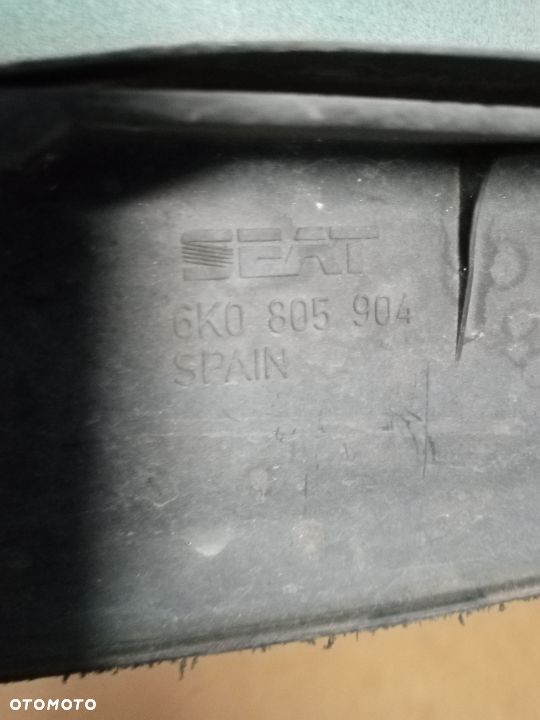 SEAT
6K0 805 904
SPAIN
OTOMOTO